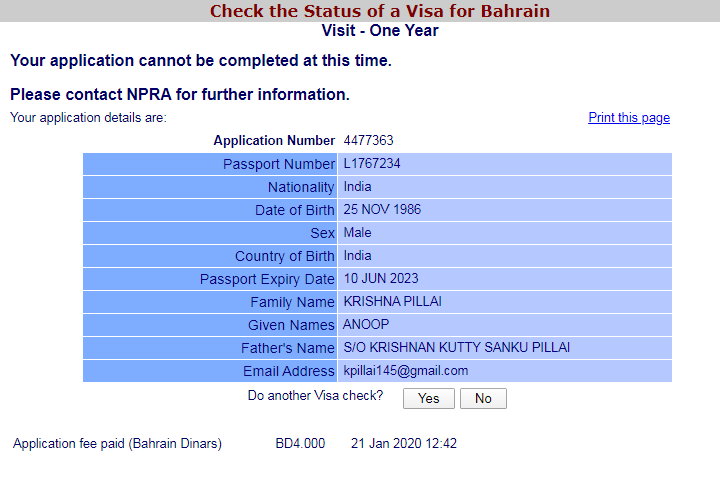 Check the Status of a Visa for Bahrain
Visit - One Year
Your application cannot be completed at this time.
Please contact NPRA for further information.
Your application details are: Print this page
Application Number 4477363
Passport Number L1767234
Nationality India
Date of Birth 25 NOV 1986
Sex Male
Country of Birth India
Passport Expiry Date 10 JUN 2023
Family Name KRISHNA PILLAI
Given Names ANOOP
Father's Name S/O KRISHNAN KUTTY SANKU PILLAI
Email Address kpillai145@gmail.com
Do another Visa check? Yes No
Application fee paid (Bahrain Dinars) BD4.000 21 Jan 2020 12:42